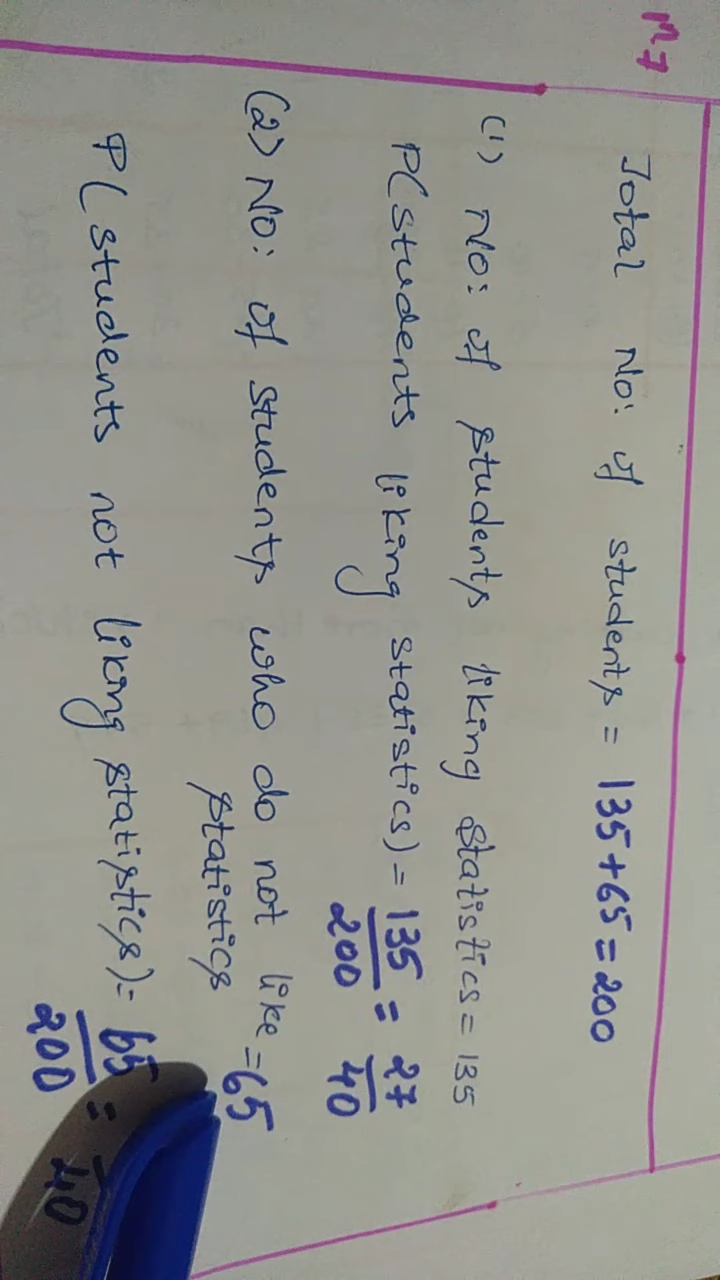 M7
Total No: of students = 135+65=200
(1) No: of students liking statistics = 135
P(students liking statistics) = 135/200 = 27/40
(2) No: of students who do not like = 65
statistics
P(students not liking statistics) = 65/200 = /40